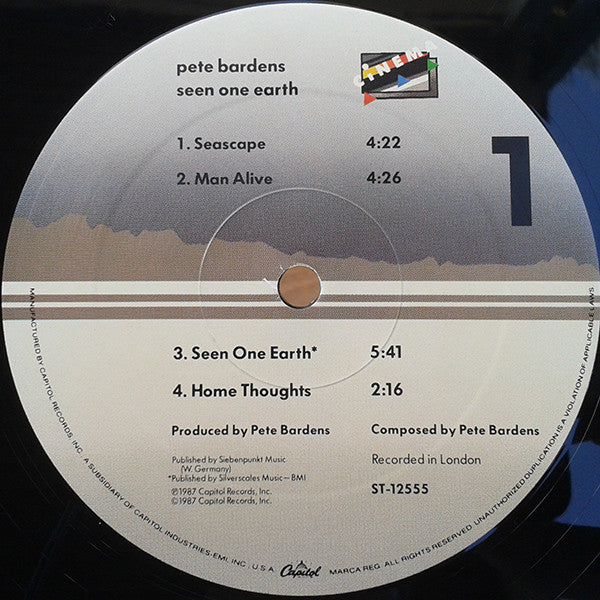 pete bardens
seen one earth
CINEMA
1. Seascape 4:22
2. Man Alive 4:26
1
3. Seen One Earth* 5:41
4. Home Thoughts 2:16
Produced by Pete Bardens Composed by Pete Bardens
Published by Siebenpunkt Music
(W. Germany)
*Published by Silverscales Music—BMI
Recorded in London
℗1987 Capitol Records, Inc.
©1987 Capitol Records, Inc.
ST-12555
MANUFACTURED BY CAPITOL RECORDS, INC., A SUBSIDIARY OF CAPITOL INDUSTRIES-EMI, INC., U.S.A. Capitol MARCA REG. ALL RIGHTS RESERVED. UNAUTHORIZED DUPLICATION IS A VIOLATION OF APPLICABLE LAWS.